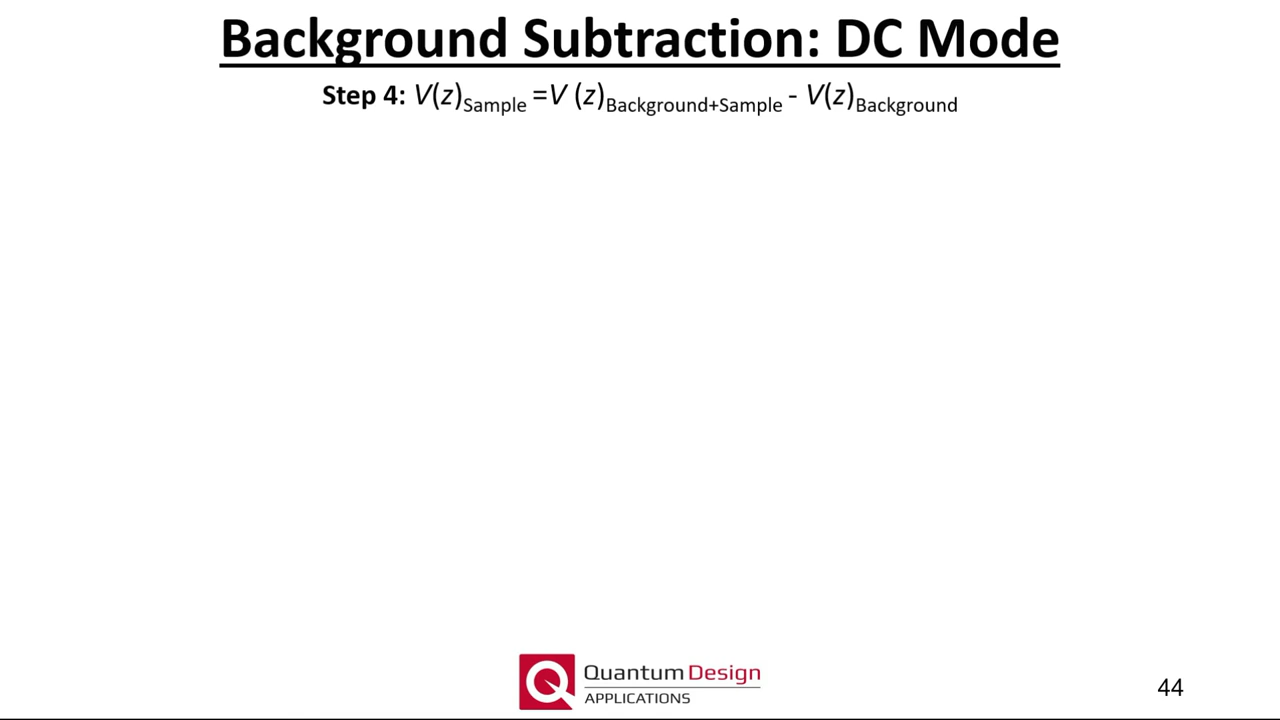 Background Subtraction: DC Mode
Step 4: V(z)Sample =V (z)Background+Sample - V(z)Background
Quantum Design
APPLICATIONS
44